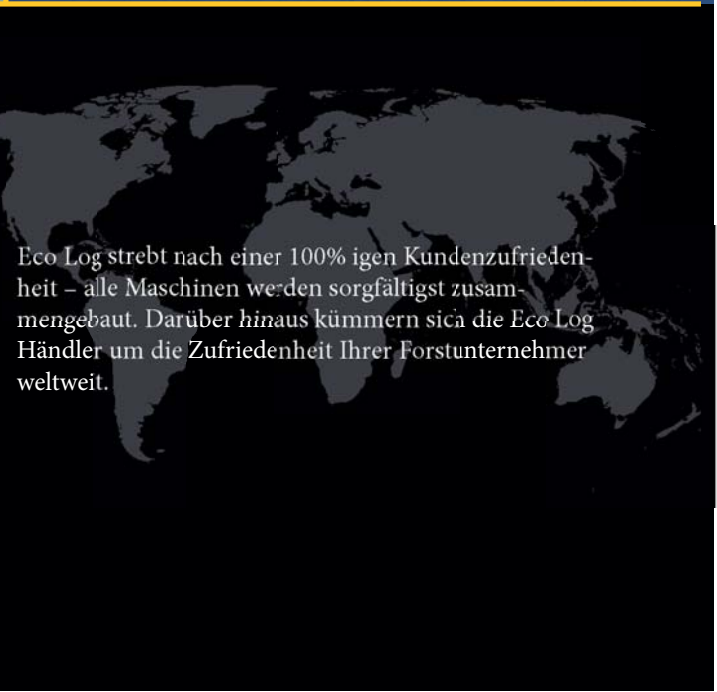 Eco Log strebt nach einer 100% igen Kundenzufrieden-
heit – alle Maschinen werden sorgfältigst zusam-
mengebaut. Darüber hinaus kümmern sich die Eco Log
Händler um die Zufriedenheit Ihrer Forstunternehmer
weltweit.